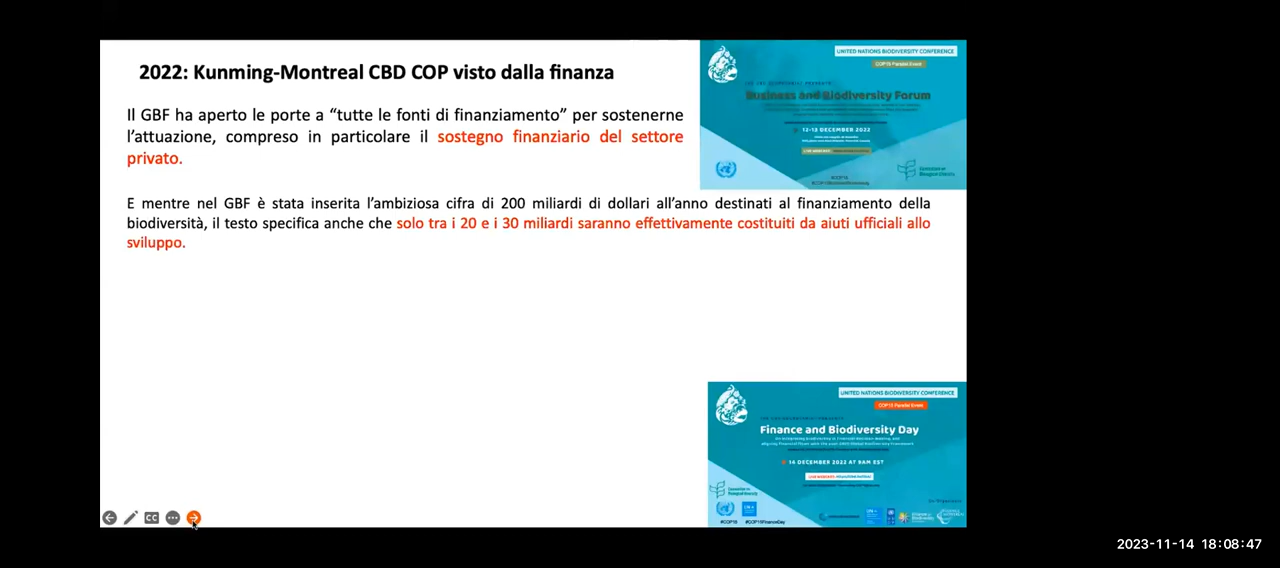 2022: Kunming-Montreal CBD COP visto dalla finanza
Il GBF ha aperto le porte a “tutte le fonti di finanziamento” per sostenerne
l’attuazione, compreso in particolare il sostegno finanziario del settore
privato.
E mentre nel GBF è stata inserita l’ambiziosa cifra di 200 miliardi di dollari all’anno destinati al finanziamento della
biodiversità, il testo specifica anche che solo tra i 20 e i 30 miliardi saranno effettivamente costituiti da aiuti ufficiali allo
sviluppo.
UNITED NATIONS BIODIVERSITY CONFERENCE
COP15 Parallel Event
Business and Biodiversity Forum
12-13 DECEMBER 2022
UNITED NATIONS BIODIVERSITY CONFERENCE
COP15 Parallel Event
Finance and Biodiversity Day
14 DECEMBER 2022 AT 9AM EST
#COP15 #COP15FinanceDay
CC
2023-11-14 18:08:47